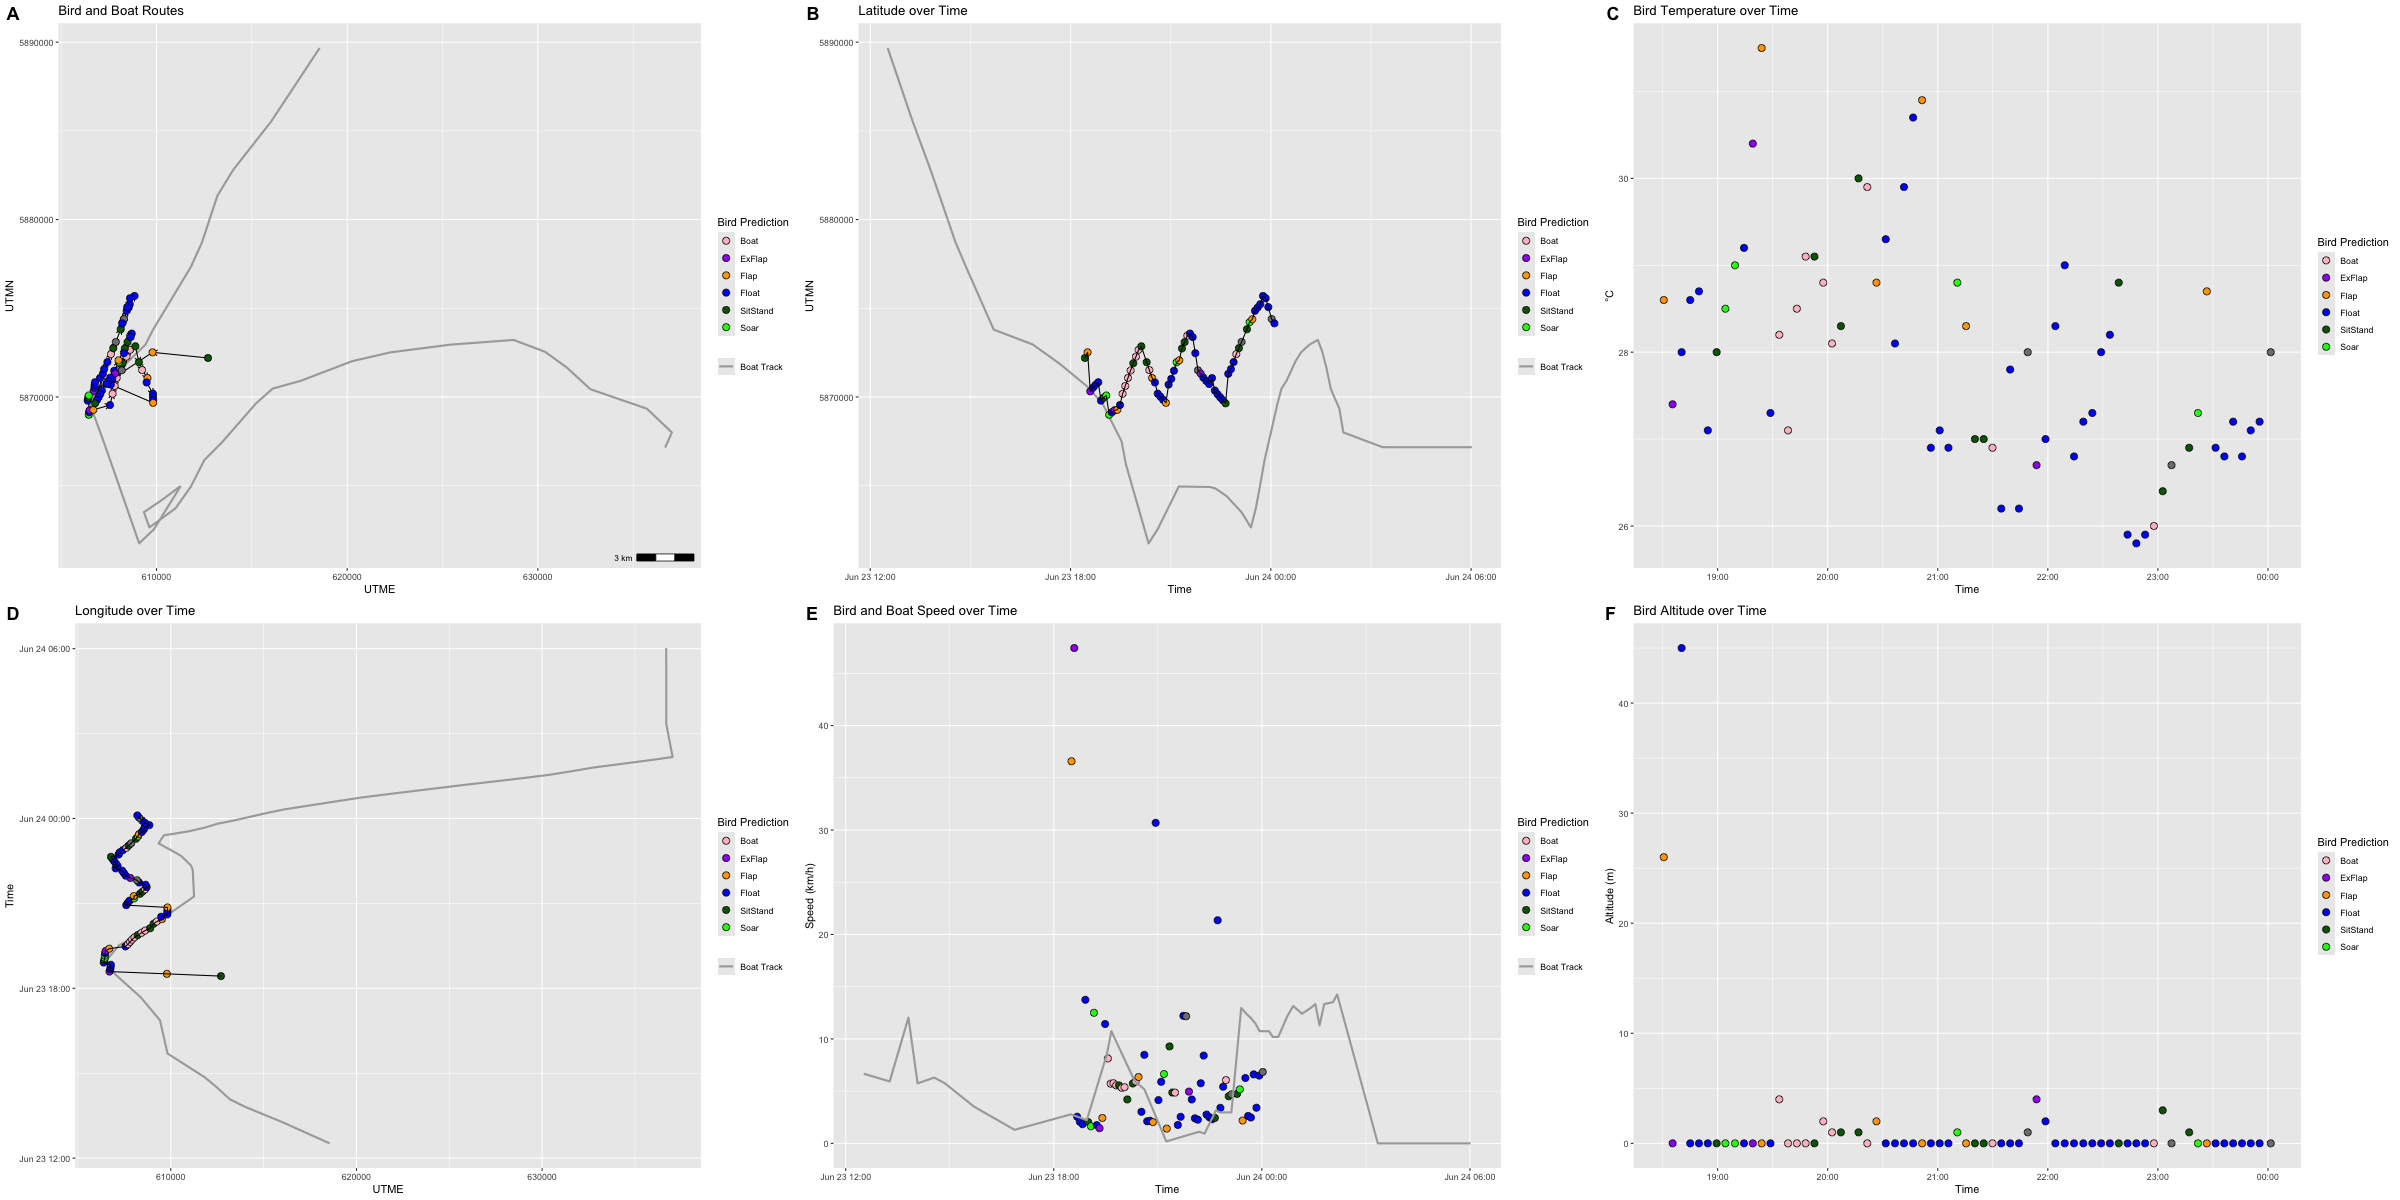 A Bird and Boat Routes
5890000
5880000
5870000
UTMN
610000 620000 630000
UTME
3 km
Bird Prediction
Boat
ExFlap
Flap
Float
SitStand
Soar
Boat Track
B Latitude over Time
5890000
5880000
5870000
UTMN
Jun 23 12:00 Jun 23 18:00 Jun 24 00:00 Jun 24 06:00
Time
Bird Prediction
Boat
ExFlap
Flap
Float
SitStand
Soar
Boat Track
C Bird Temperature over Time
30
28
26
°C
19:00 20:00 21:00 22:00 23:00 00:00
Time
Bird Prediction
Boat
ExFlap
Flap
Float
SitStand
Soar
D Longitude over Time
Jun 24 06:00
Jun 24 00:00
Jun 23 18:00
Jun 23 12:00
Time
610000 620000 630000
UTME
Bird Prediction
Boat
ExFlap
Flap
Float
SitStand
Soar
Boat Track
E Bird and Boat Speed over Time
40
30
20
10
0
Speed (km/h)
Jun 23 12:00 Jun 23 18:00 Jun 24 00:00 Jun 24 06:00
Time
Bird Prediction
Boat
ExFlap
Flap
Float
SitStand
Soar
Boat Track
F Bird Altitude over Time
40
30
20
10
0
Altitude (m)
19:00 20:00 21:00 22:00 23:00 00:00
Time
Bird Prediction
Boat
ExFlap
Flap
Float
SitStand
Soar